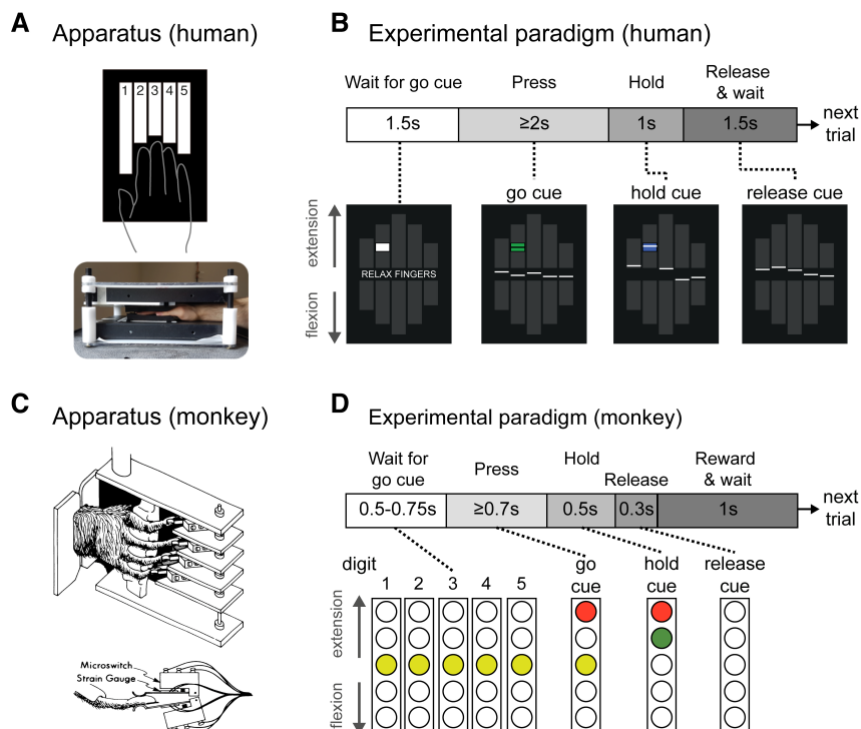 A Apparatus (human)
1 2 3 4 5
B Experimental paradigm (human)
Wait for go cue Press Hold Release
& wait
1.5s ≥2s 1s 1.5s next
trial
go cue hold cue release cue
extension
RELAX FINGERS
flexion
C Apparatus (monkey)
Microswitch
Strain Gauge
D Experimental paradigm (monkey)
Wait for
go cue Press Hold Release Reward
& wait
0.5-0.75s ≥0.7s 0.5s 0.3s 1s next
trial
digit go
cue hold
cue release
cue
1 2 3 4 5
extension
flexion